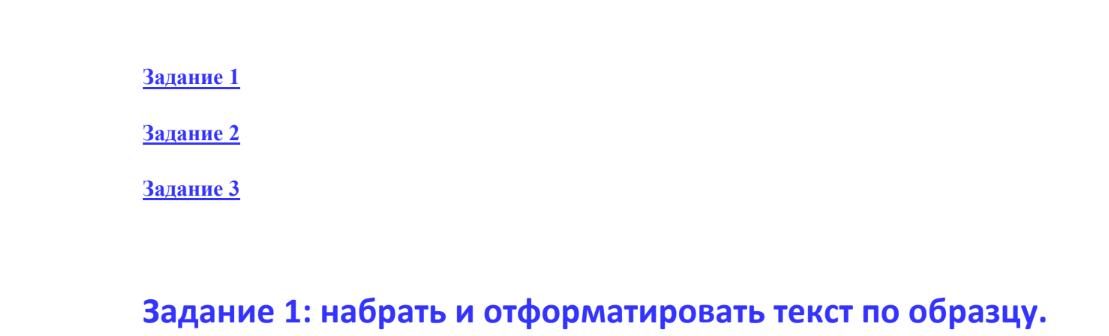 Задание 1
Задание 2
Задание 3
Задание 1: набрать и отформатировать текст по образцу.